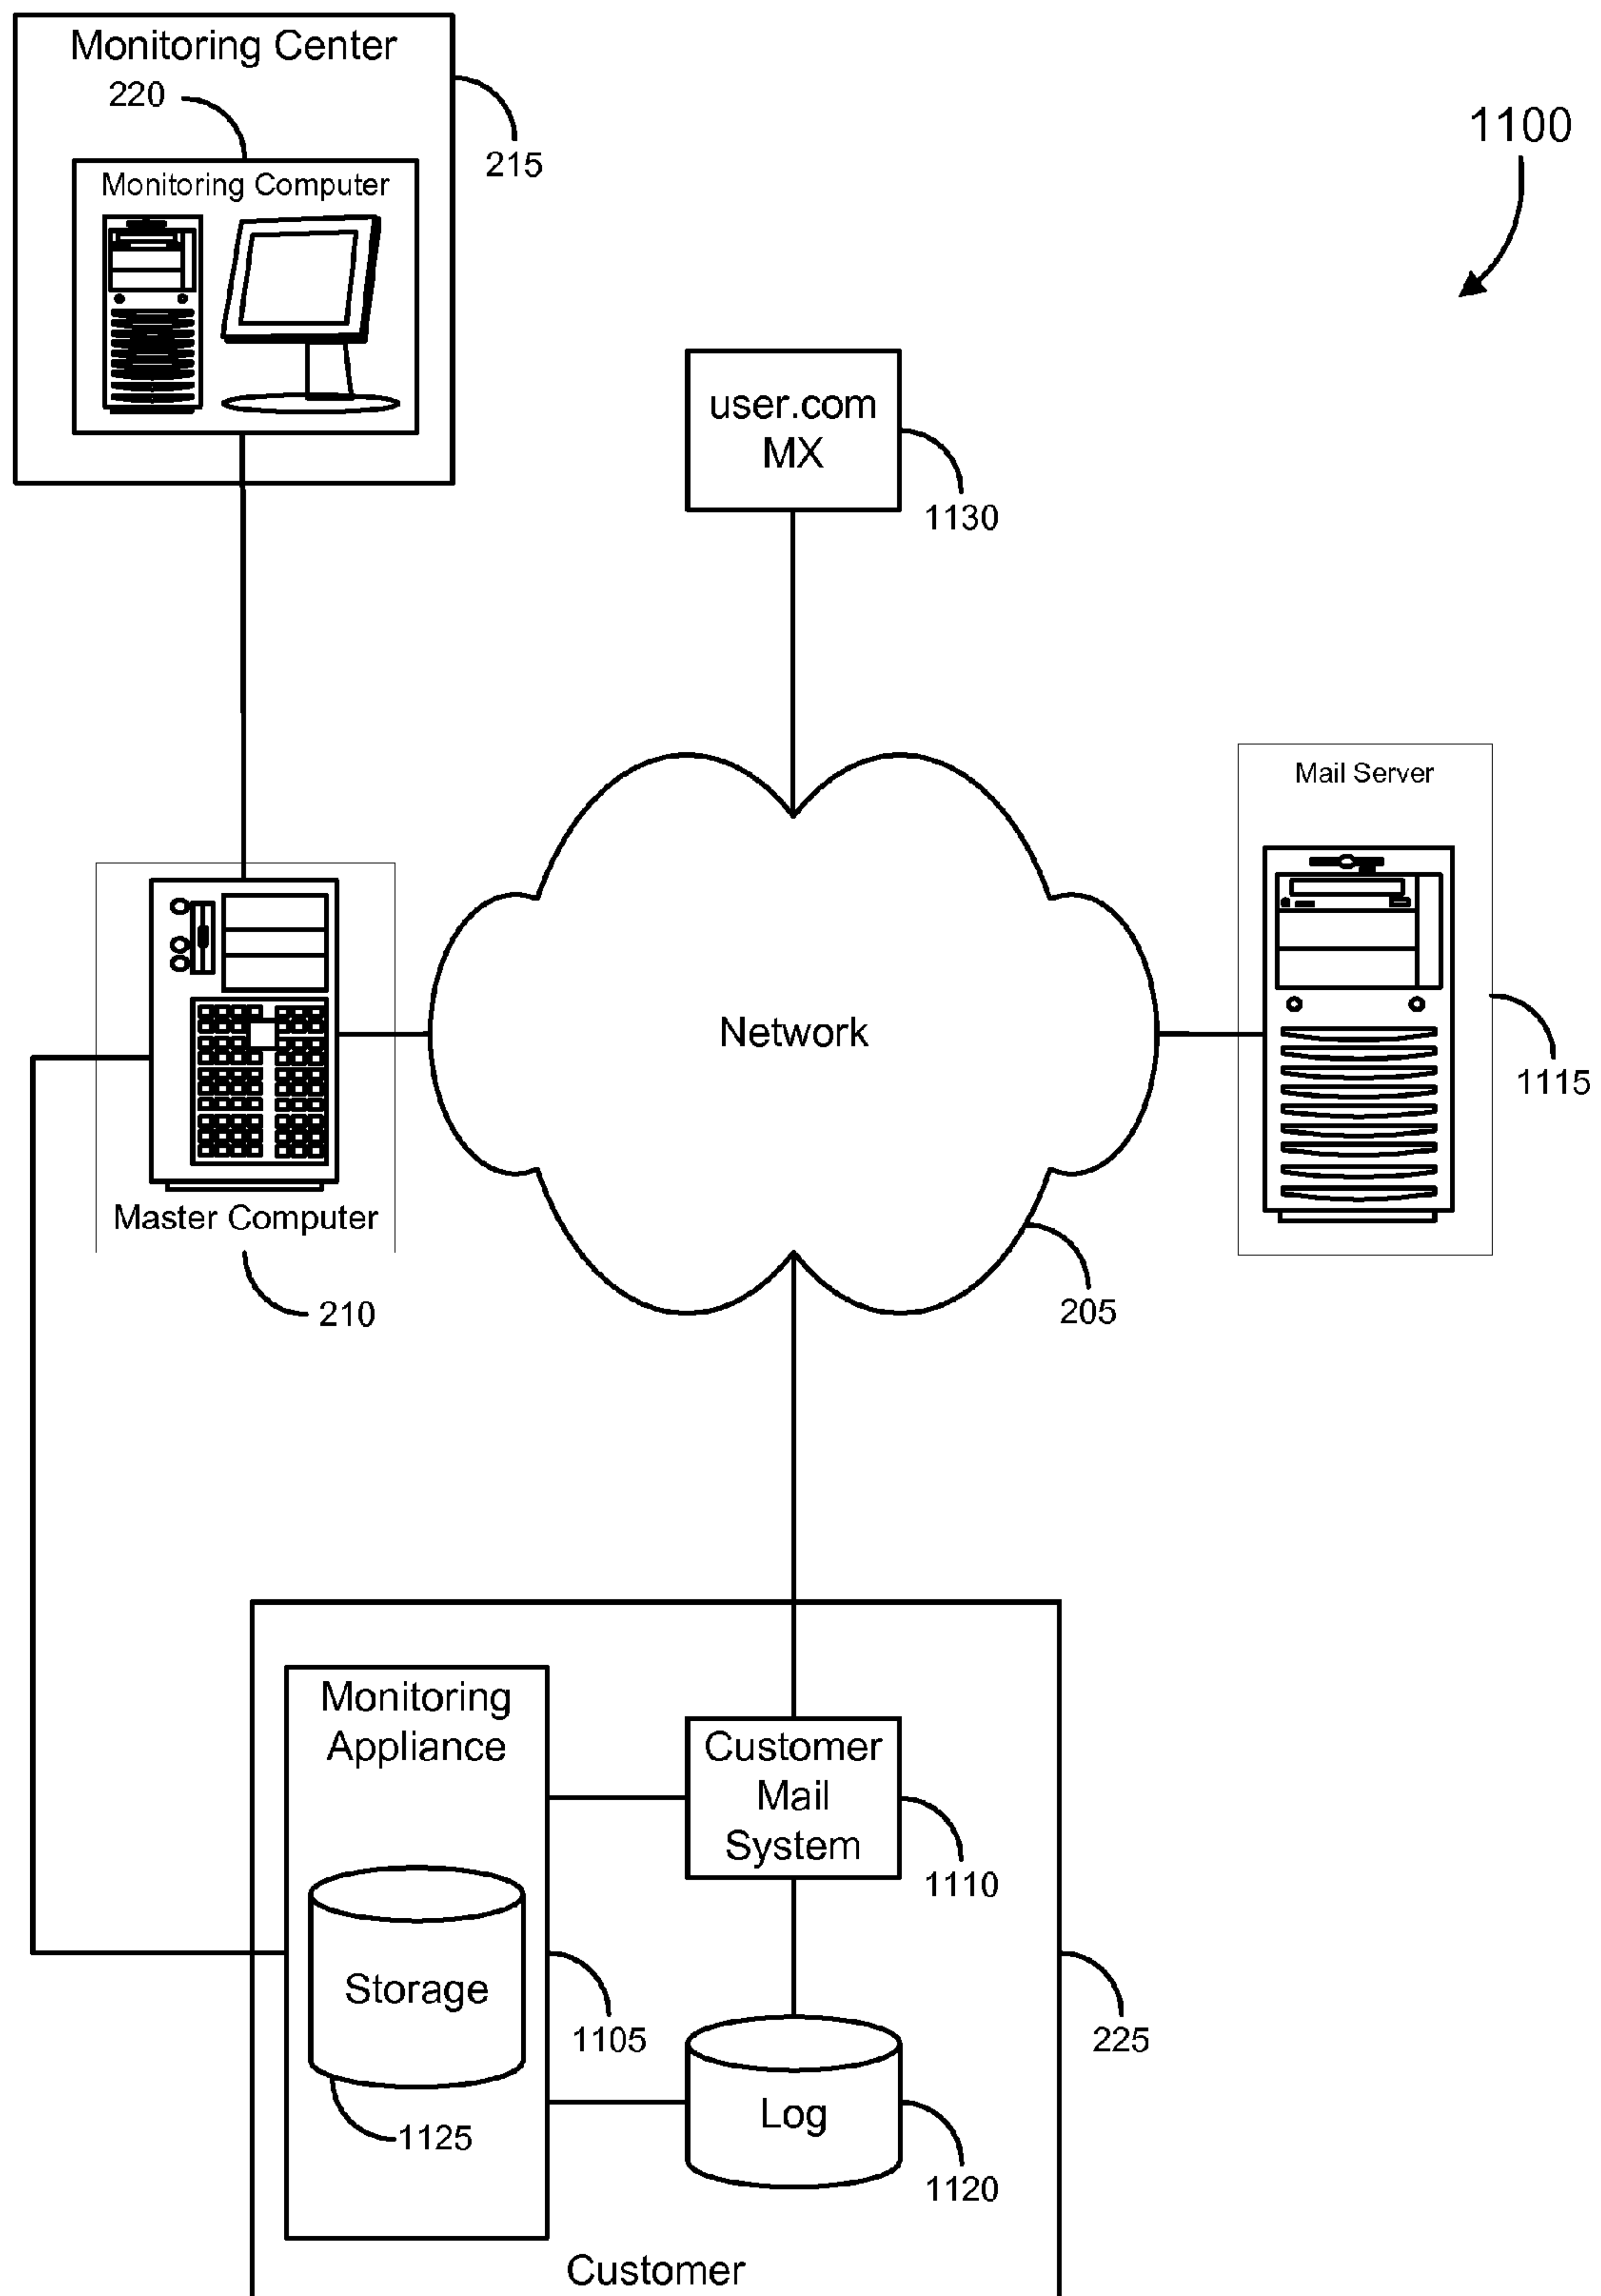 Monitoring Center
220
215
1100
Monitoring Computer
user.com
MX
1130
Mail Server
Network
1115
Master Computer
210
205
Monitoring
Appliance
Customer
Mail
System
1110
Storage
1105
225
1125
Log
1120
Customer